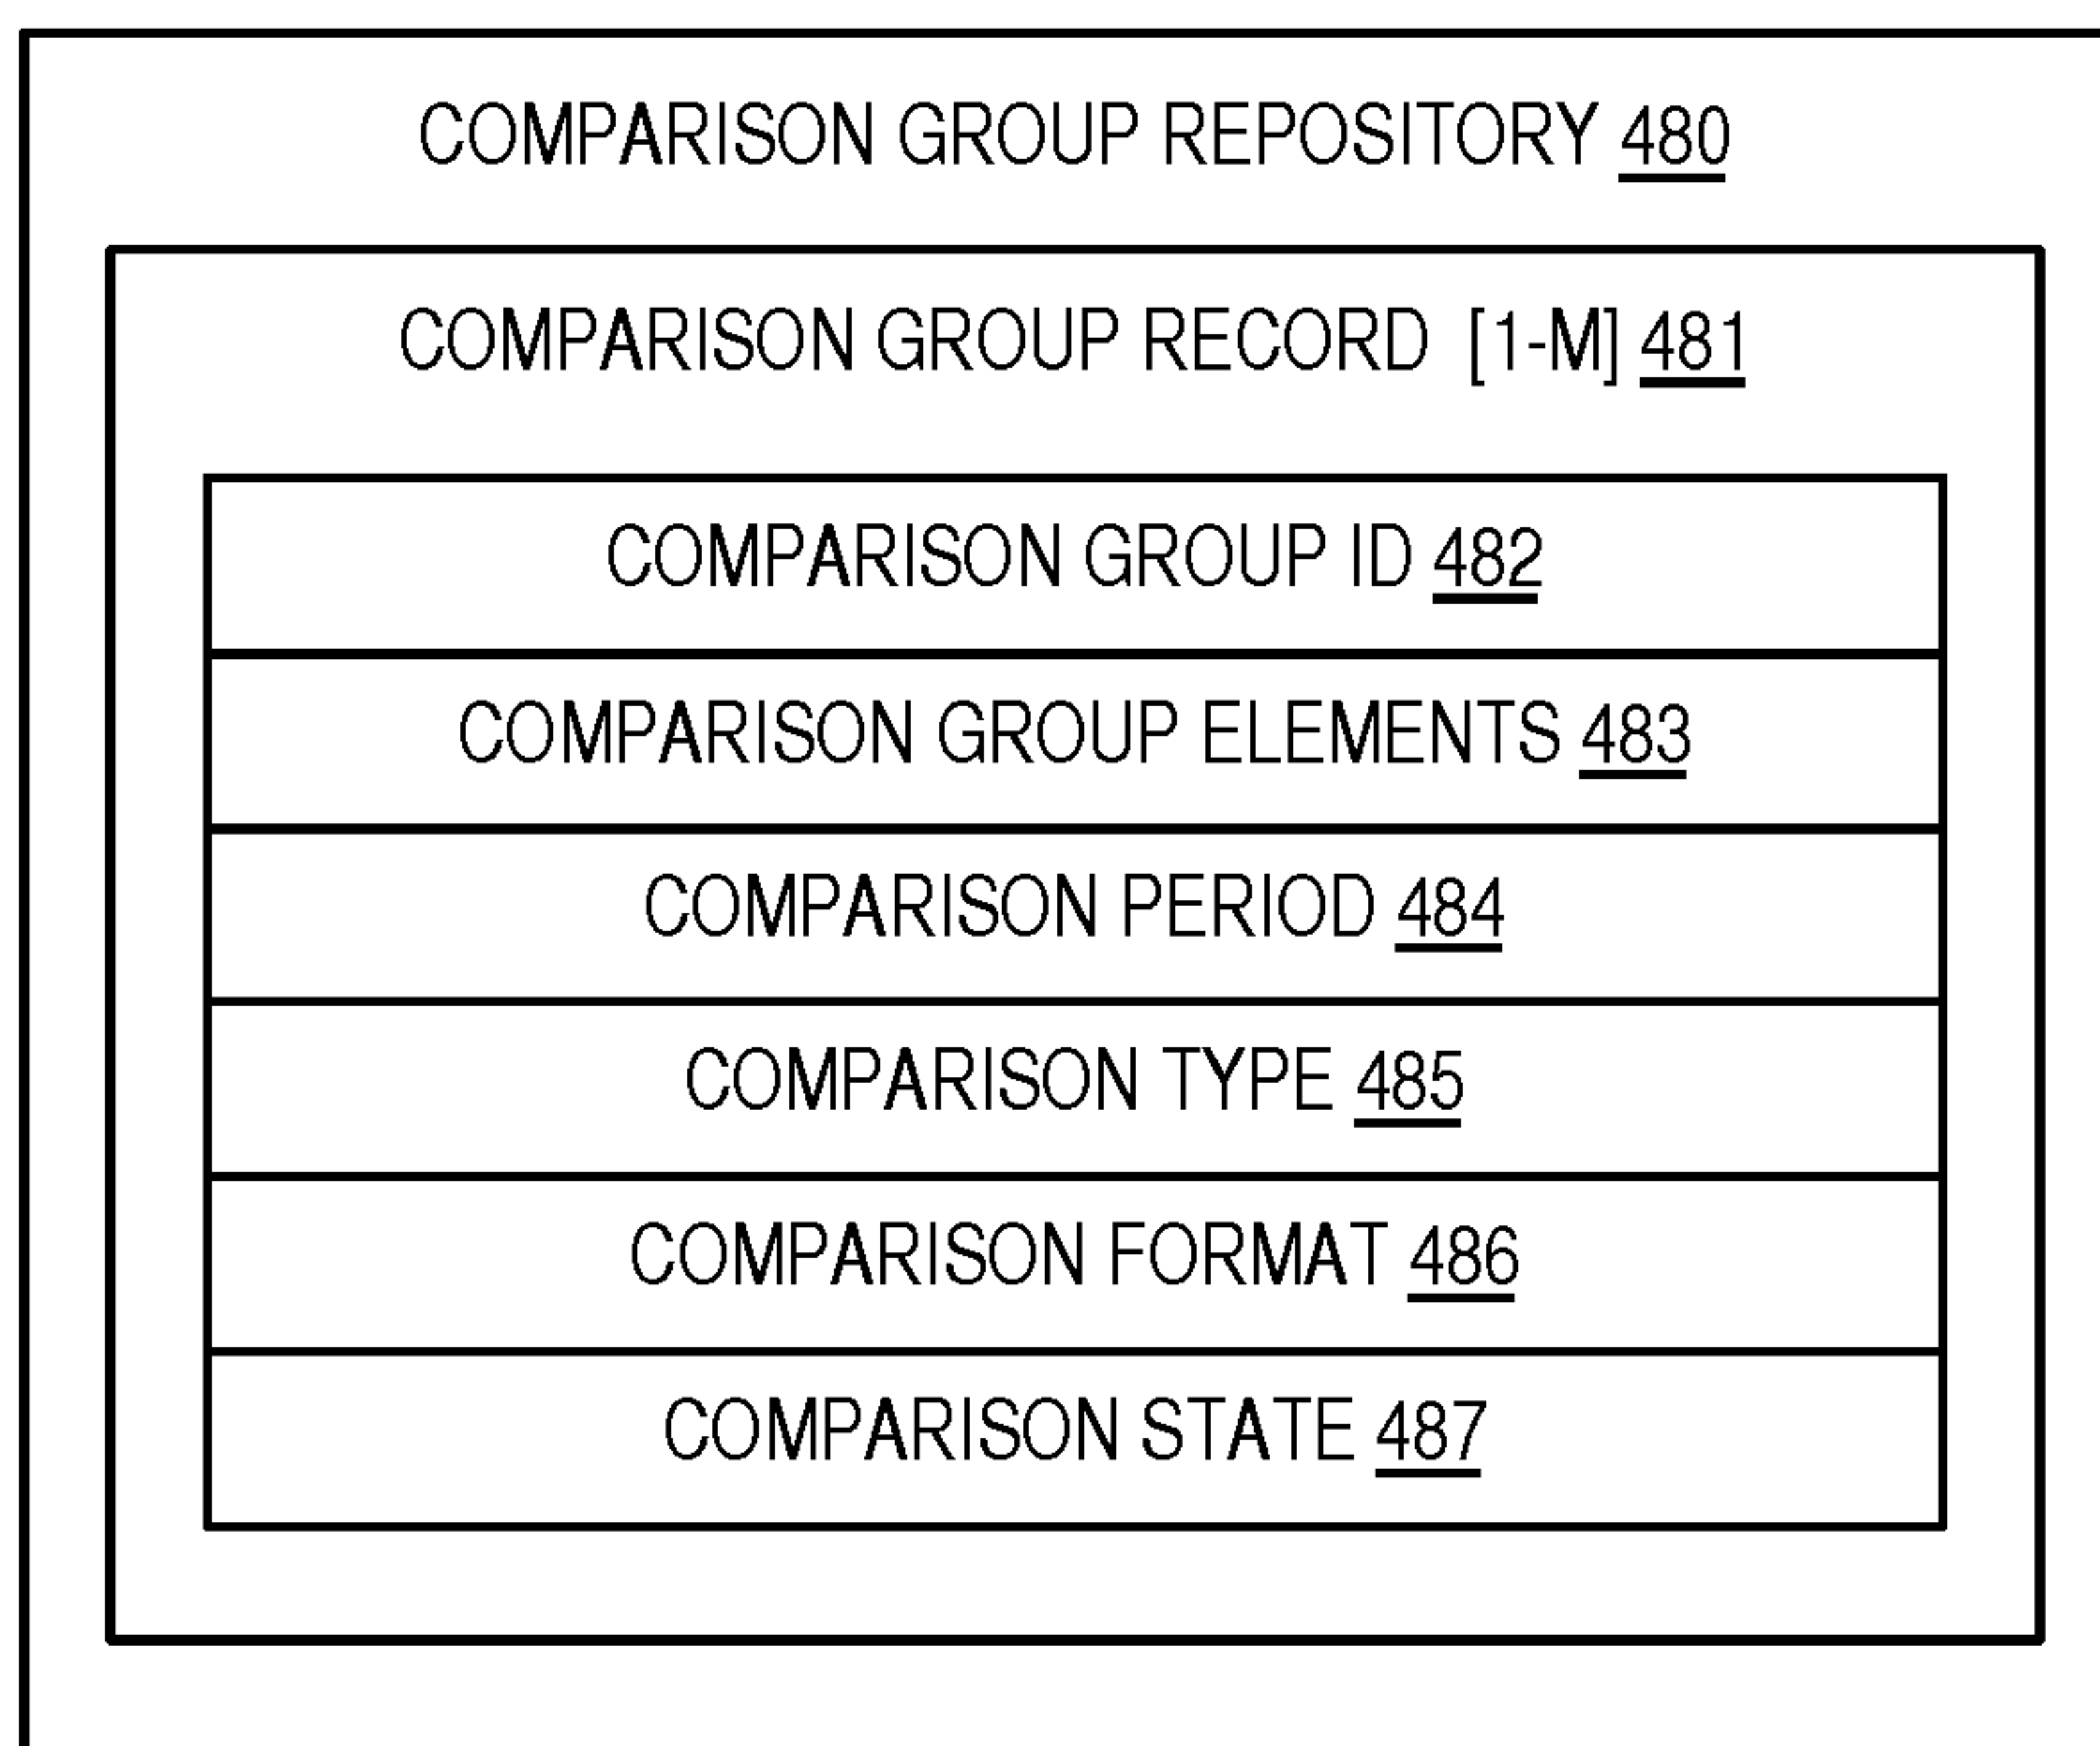 COMPARISON GROUP REPOSITORY 480
COMPARISON GROUP RECORD [1-M] 481
COMPARISON GROUP ID 482
COMPARISON GROUP ELEMENTS 483
COMPARISON PERIOD 484
COMPARISON TYPE 485
COMPARISON FORMAT 486
COMPARISON STATE 487